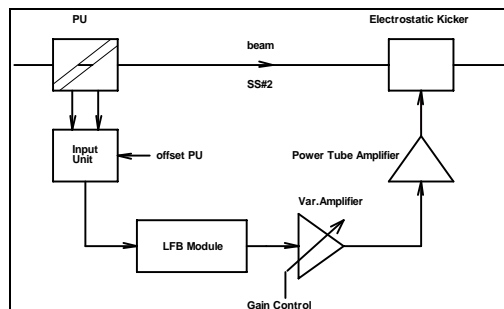 PU
Electrostatic Kicker
beam
SS#2
Input
Unit
offset PU
Power Tube Amplifier
Var.Amplifier
LFB Module
Gain Control